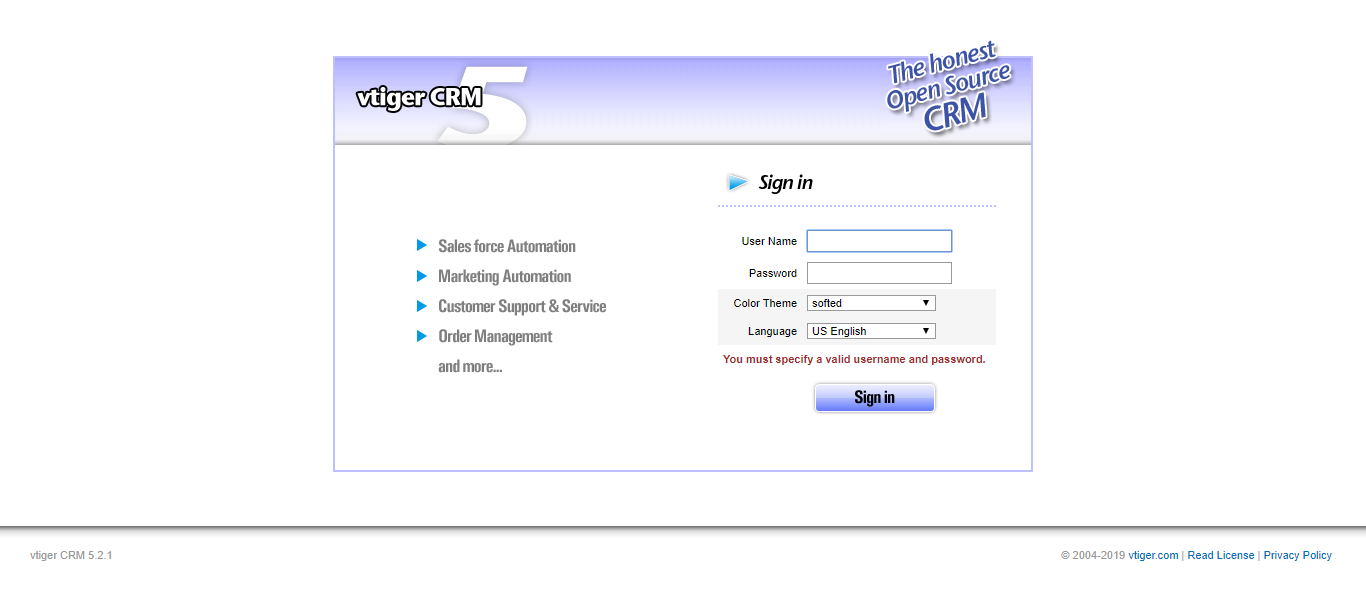 vtiger CRM 5
The honest
Open Source
CRM
Sign in
Sales force Automation
Marketing Automation
Customer Support & Service
Order Management
and more...
User Name
Password
Color Theme softed
Language US English
You must specify a valid username and password.
Sign in
vtiger CRM 5.2.1
© 2004-2019 vtiger.com | Read License | Privacy Policy